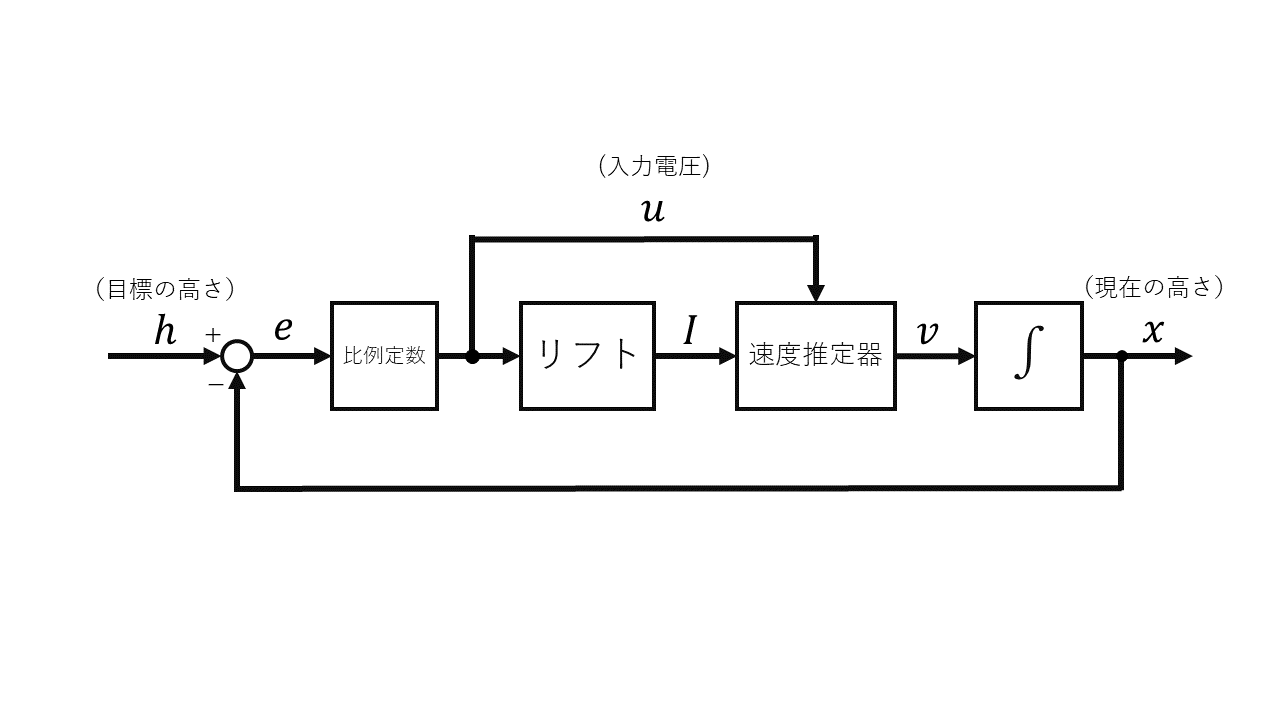 (入力電圧)
u
(目標の高さ)
h
+
−
e
比例定数
リフト
I
速度推定器
v
∫
(現在の高さ)
x